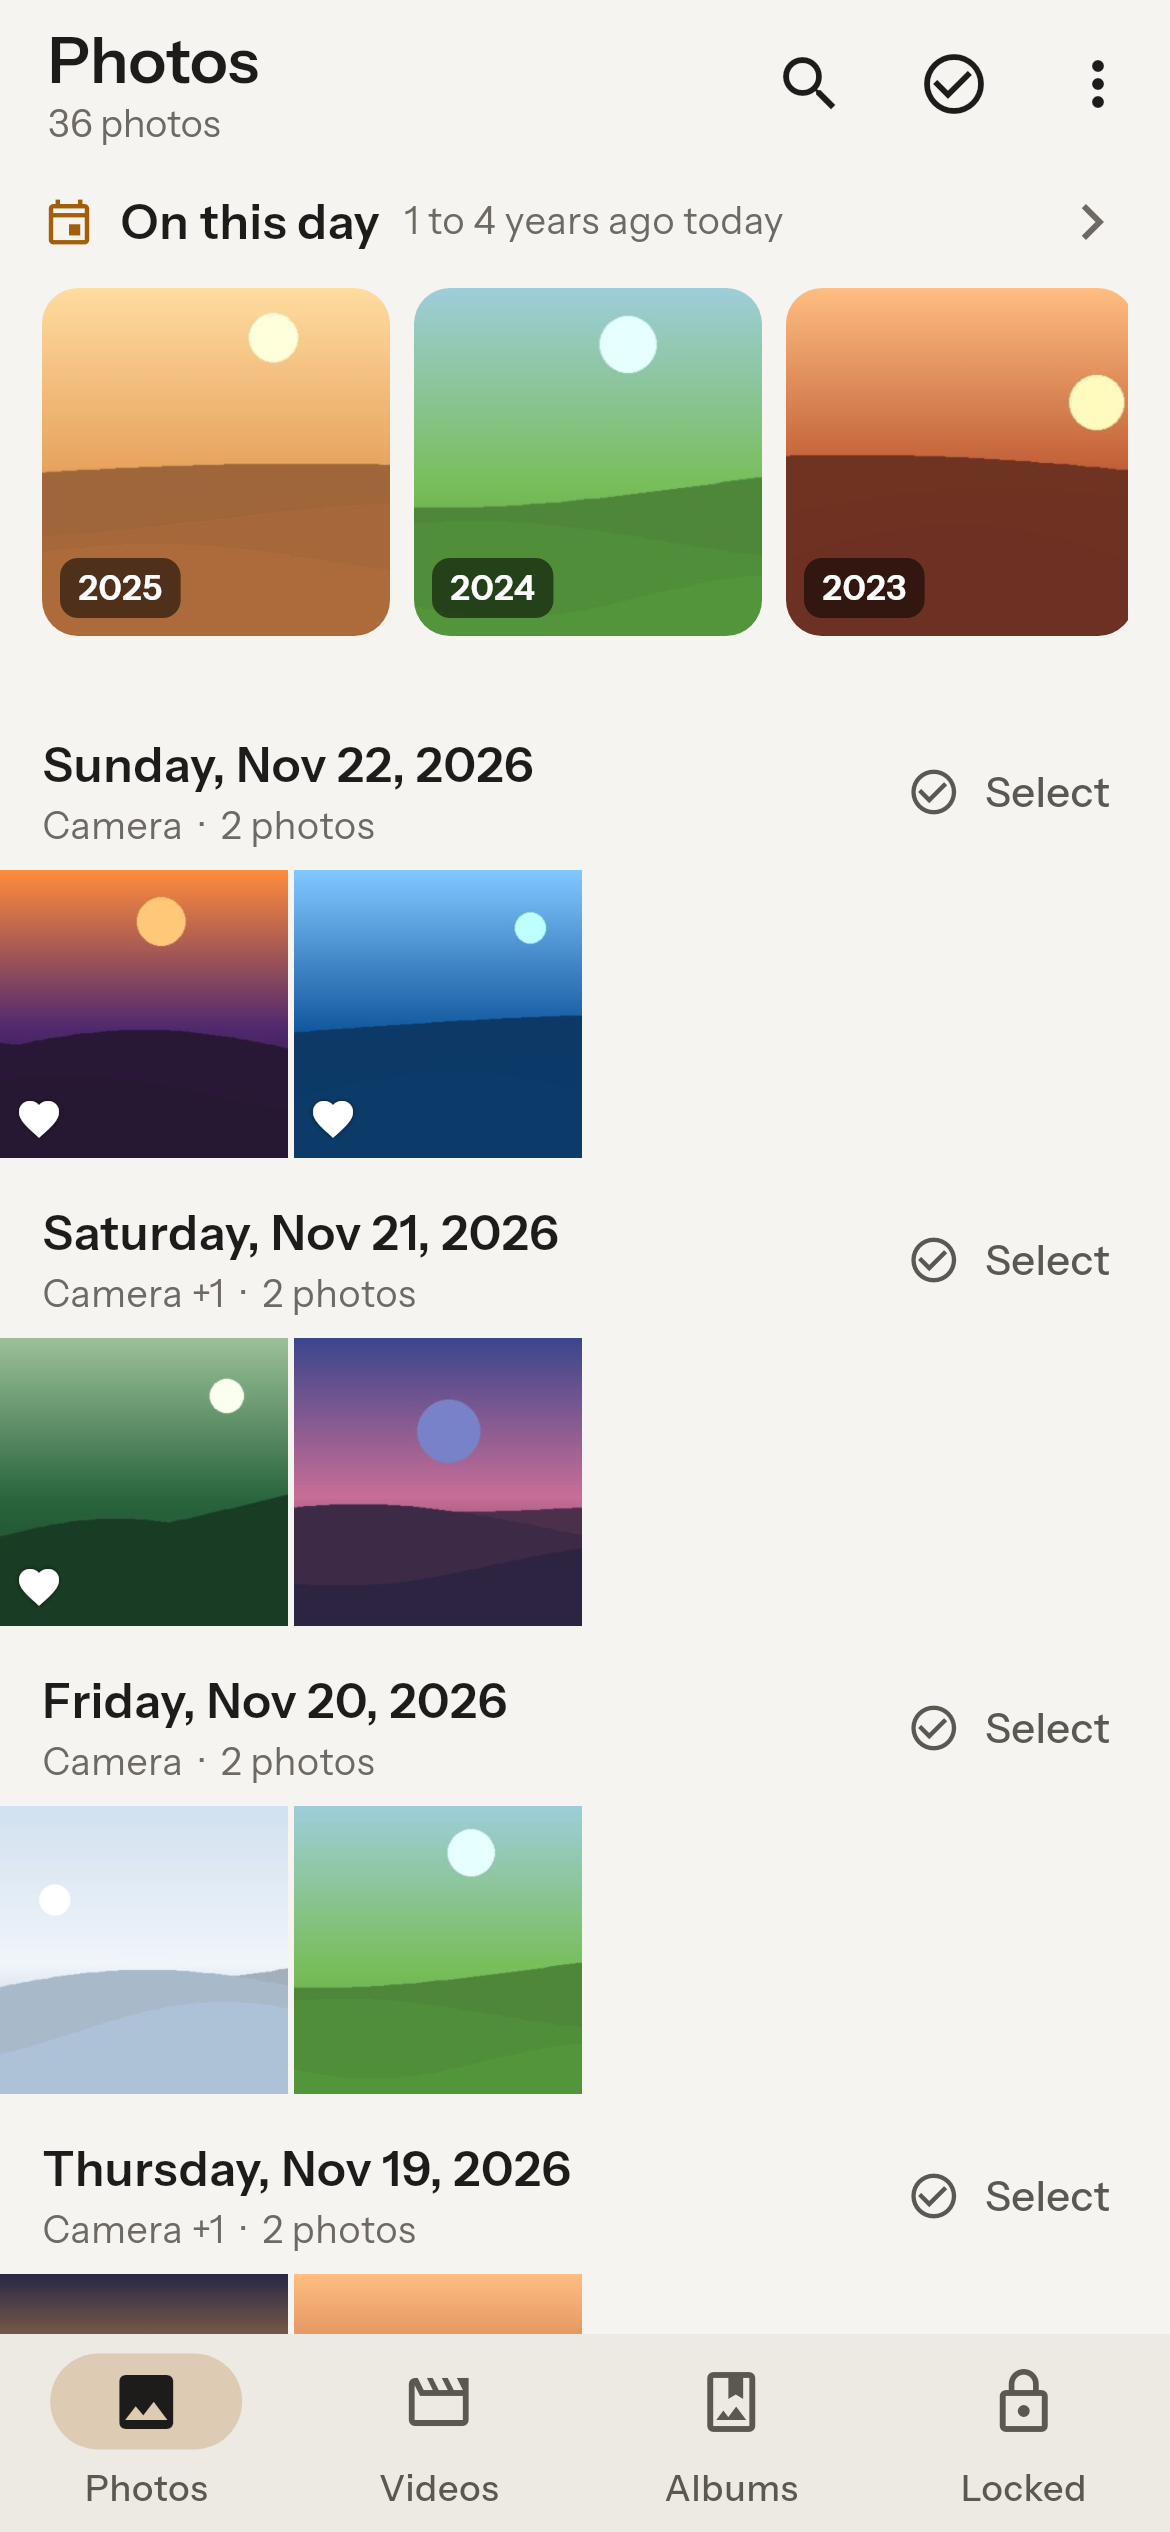 Photos
36 photos
On this day 1 to 4 years ago today
2025
2024
2023
Sunday, Nov 22, 2026
Camera · 2 photos
Select
Saturday, Nov 21, 2026
Camera +1 · 2 photos
Select
Friday, Nov 20, 2026
Camera · 2 photos
Select
Thursday, Nov 19, 2026
Camera +1 · 2 photos
Select
Photos
Videos
Albums
Locked